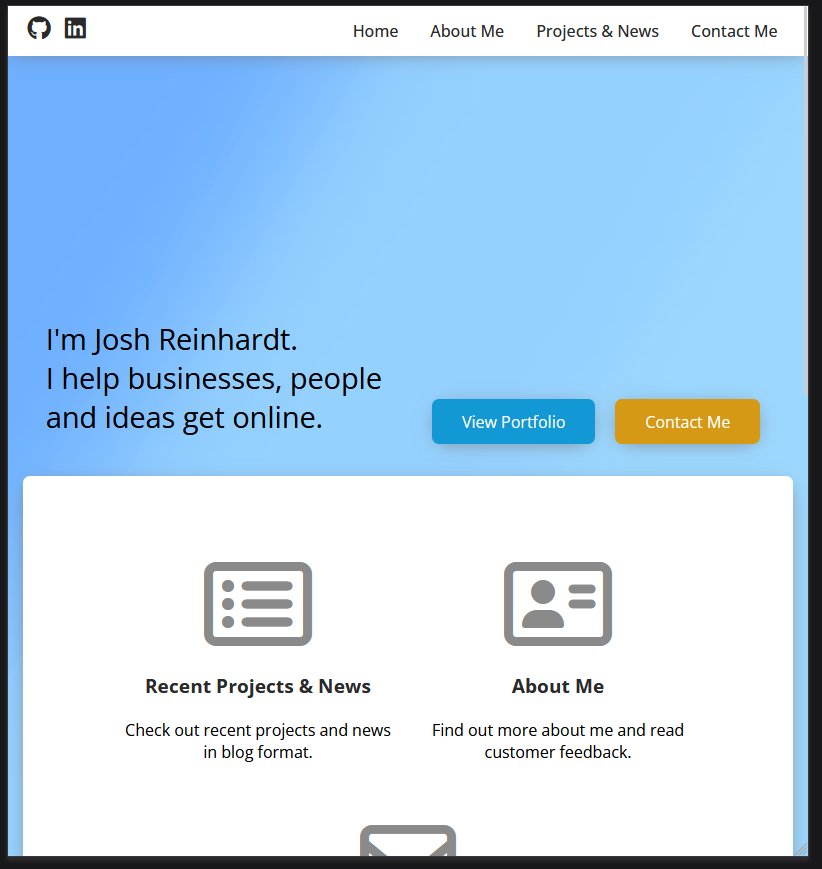 Home About Me Projects & News Contact Me
I'm Josh Reinhardt.
I help businesses, people
and ideas get online.
View Portfolio Contact Me
Recent Projects & News
Check out recent projects and news
in blog format.
About Me
Find out more about me and read
customer feedback.